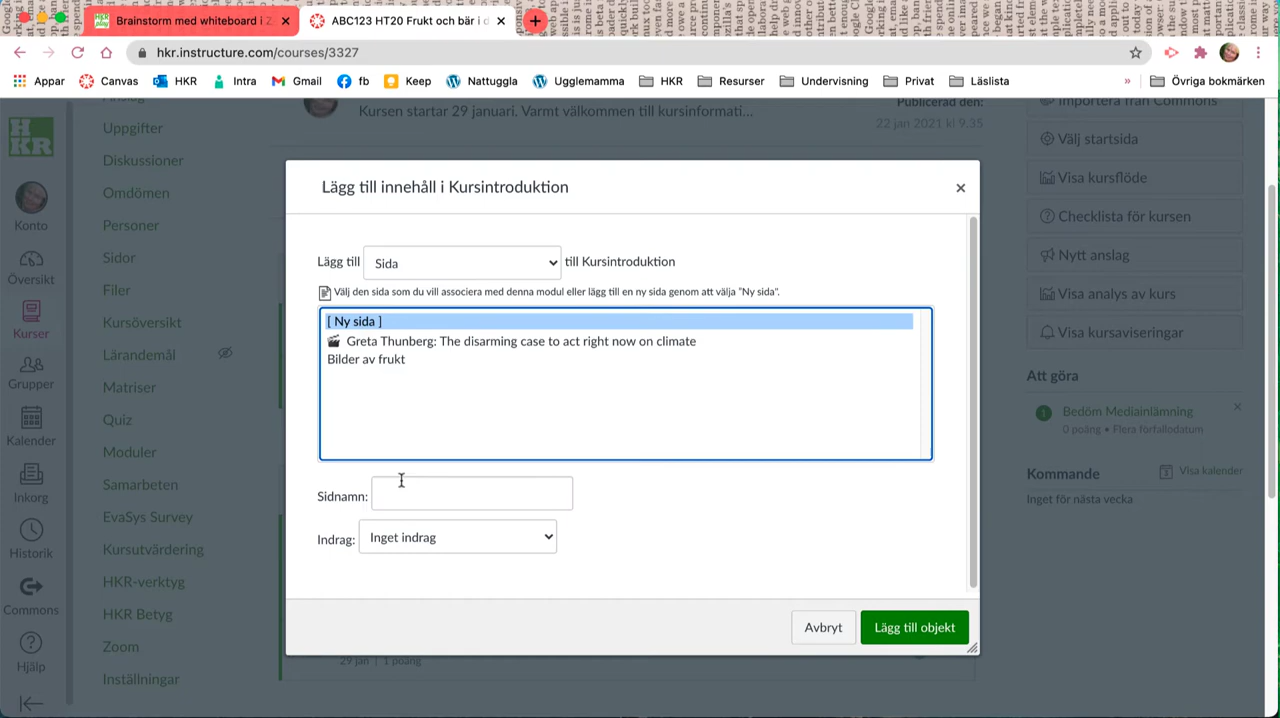 Brainstorm med whiteboard i Z
ABC123 HT20 Frukt och bär i d
hkr.instructure.com/courses/3327
Appar Canvas HKR Intra Gmail fb Keep Nattuggla Ugglemamma HKR Resurser Undervisning Privat Läslista » Övriga bokmärken
HKR
Konto
Översikt
Kurser
Grupper
Kalender
Inkorg
Historik
Commons
Hjälp
Anslag
Uppgifter
Diskussioner
Omdömen
Personer
Sidor
Filer
Kursöversikt
Lärandemål
Matriser
Quiz
Moduler
Samarbeten
EvaSys Survey
Kursutvärdering
HKR-verktyg
HKR Betyg
Zoom
Inställningar
Kursen startar 29 januari. Varmt välkommen till kursinformati...
Publicerad den:
22 jan 2021 kl 9.35
Lägg till innehåll i Kursintroduktion
Lägg till Sida till Kursintroduktion
Välj den sida som du vill associera med denna modul eller lägg till en ny sida genom att välja "Ny sida".
[ Ny sida ]
Greta Thunberg: The disarming case to act right now on climate
Bilder av frukt
Sidnamn:
Indrag: Inget indrag
Avbryt Lägg till objekt
29 jan | 1 poäng
Importera från Commons
Välj startsida
Visa kursflöde
Checklista för kursen
Nytt anslag
Visa analys av kurs
Visa kursaviseringar
Att göra
1 Bedöm Mediainlämning
0 poäng • Flera förfallodatum
Kommande Visa kalender
Inget för nästa vecka